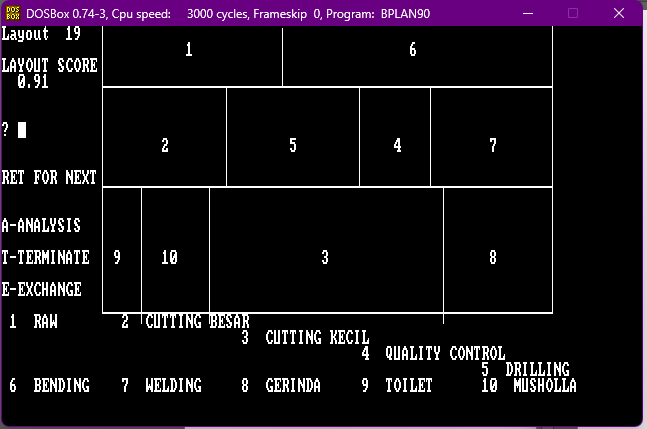 DOS BOX DOSBox 0.74-3, Cpu speed: 3000 cycles, Frameskip 0, Program: BPLAN90
Layout 19
1 6
LAYOUT SCORE
0.91
?
2 5 4 7
RET FOR NEXT
A-ANALYSIS
T-TERMINATE
9 10 3 8
E-EXCHANGE
1 RAW 2 CUTTING BESAR
3 CUTTING KECIL
4 QUALITY CONTROL
5 DRILLING
6 BENDING 7 WELDING 8 GERINDA 9 TOILET 10 MUSHOLLA